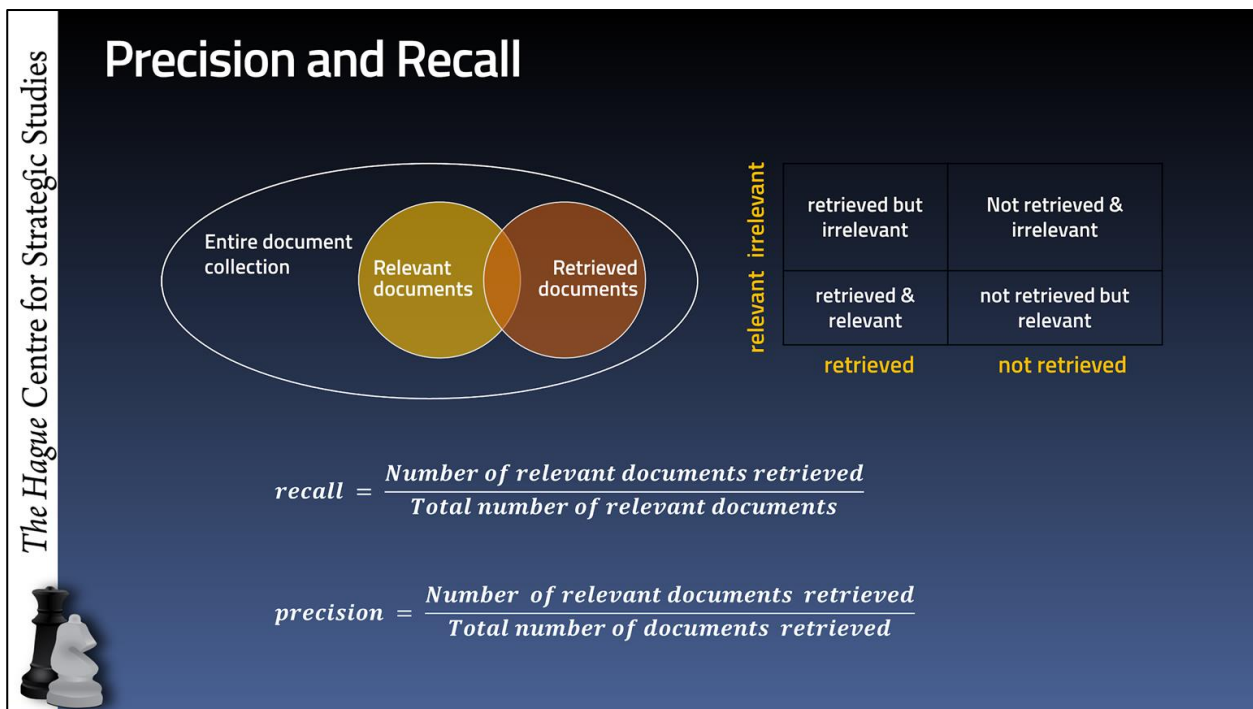 The Hague Centre for Strategic Studies
Precision and Recall
Entire document
collection
Relevant
documents
Retrieved
documents
relevant irrelevant
retrieved but
irrelevant
Not retrieved &
irrelevant
retrieved &
relevant
not retrieved but
relevant
retrieved
not retrieved
recall = Number of relevant documents retrieved
Total number of relevant documents
precision = Number of relevant documents retrieved
Total number of documents retrieved